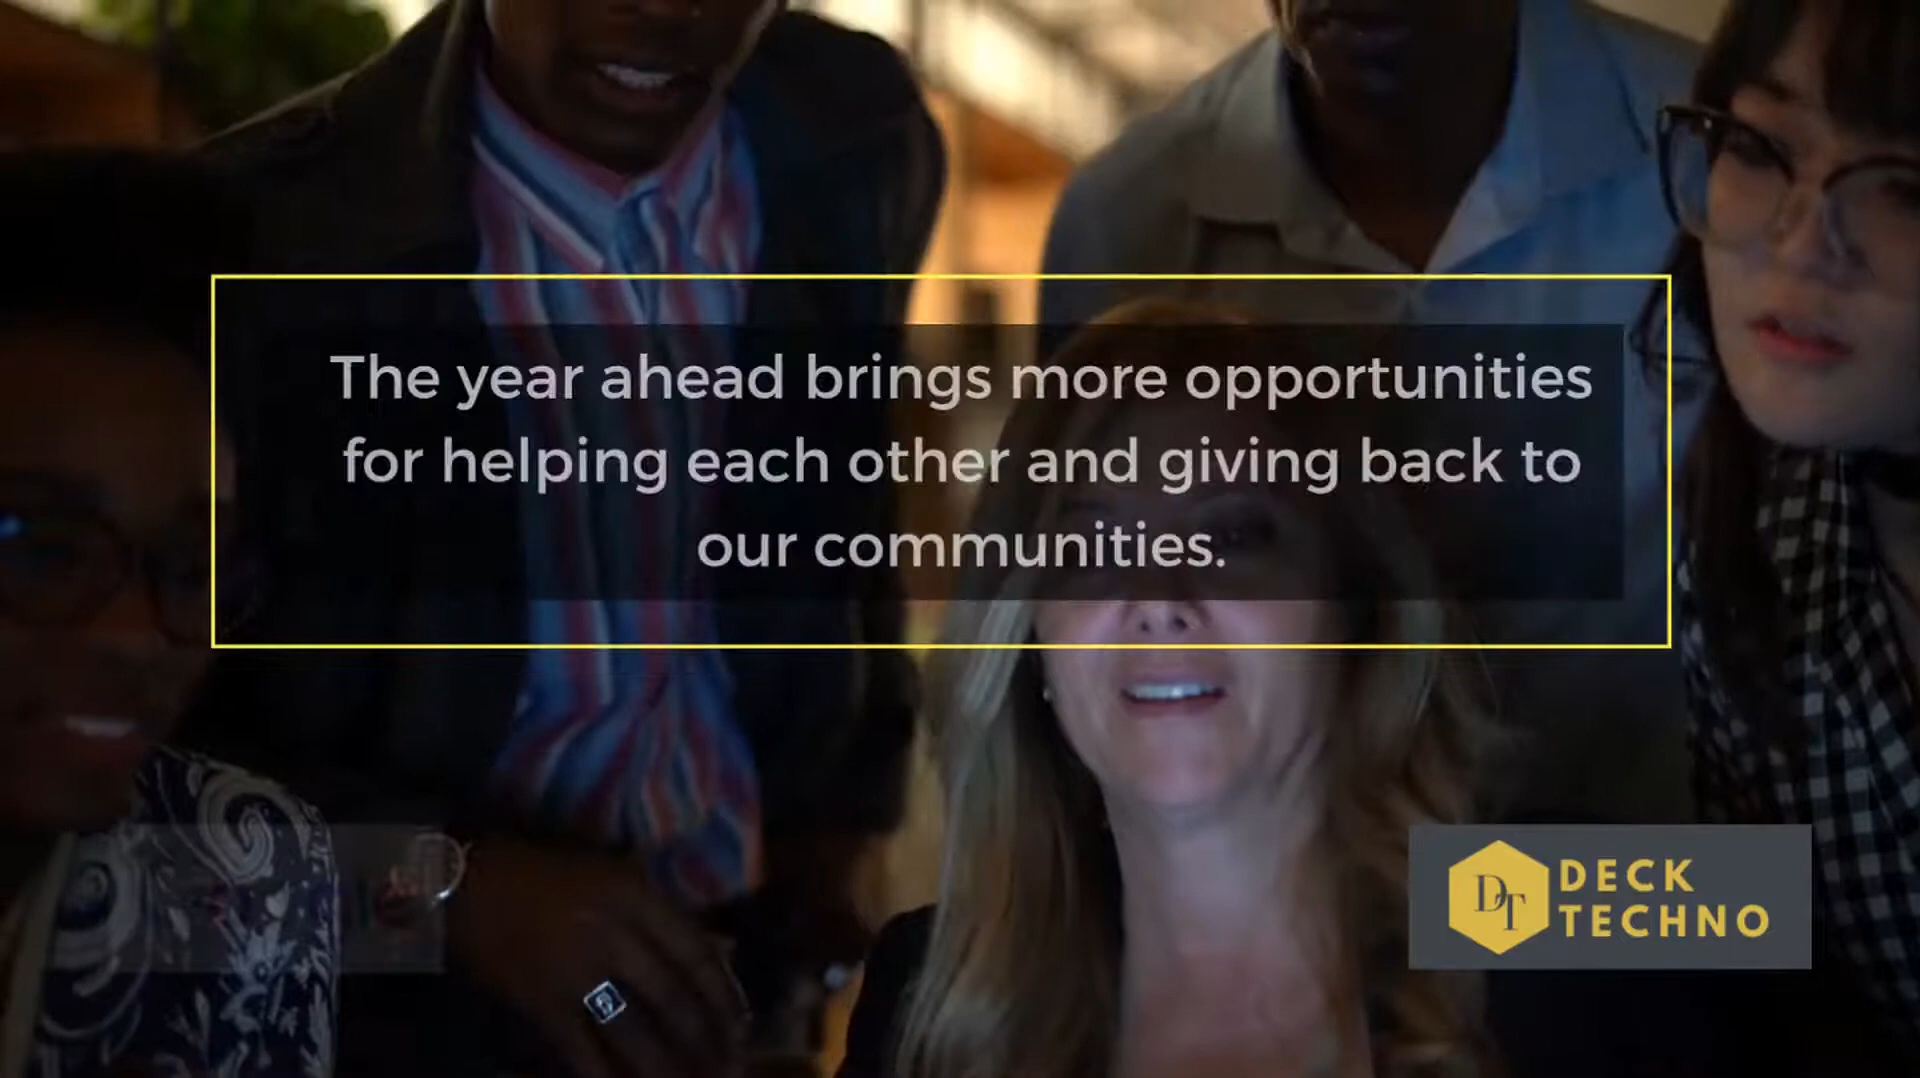 The year ahead brings more opportunities
for helping each other and giving back to
our communities.
DT
DECK
TECHNO